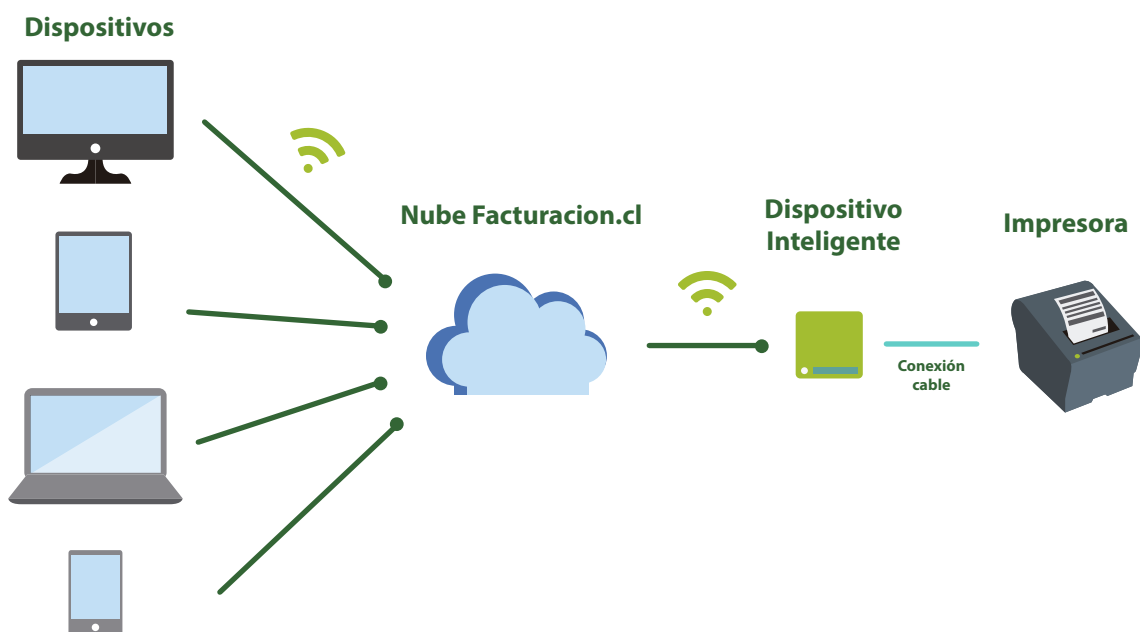 Dispositivos
Nube Facturacion.cl
Dispositivo
Inteligente
Impresora
Conexión
cable